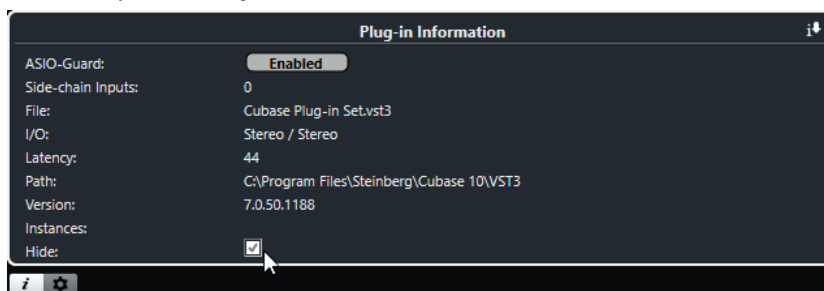 Plug-in Information
ASIO-Guard: Enabled
Side-chain Inputs: 0
File: Cubase Plug-in Set.vst3
I/O: Stereo / Stereo
Latency: 44
Path: C:\Program Files\Steinberg\Cubase 10\VST3
Version: 7.0.50.1188
Instances:
Hide: